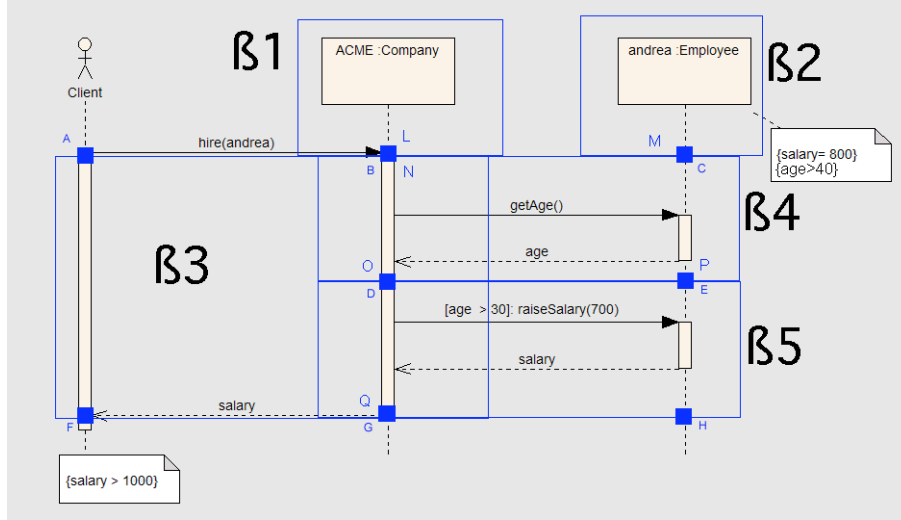 ß1
ACME :Company
andrea :Employee
ß2
Client
A
hire(andrea)
L
M
{salary= 800}
{age>40}
B
N
C
getAge()
ß4
ß3
age
O
P
D
E
[age > 30]: raiseSalary(700)
ß5
salary
salary
Q
F
G
H
{salary > 1000}